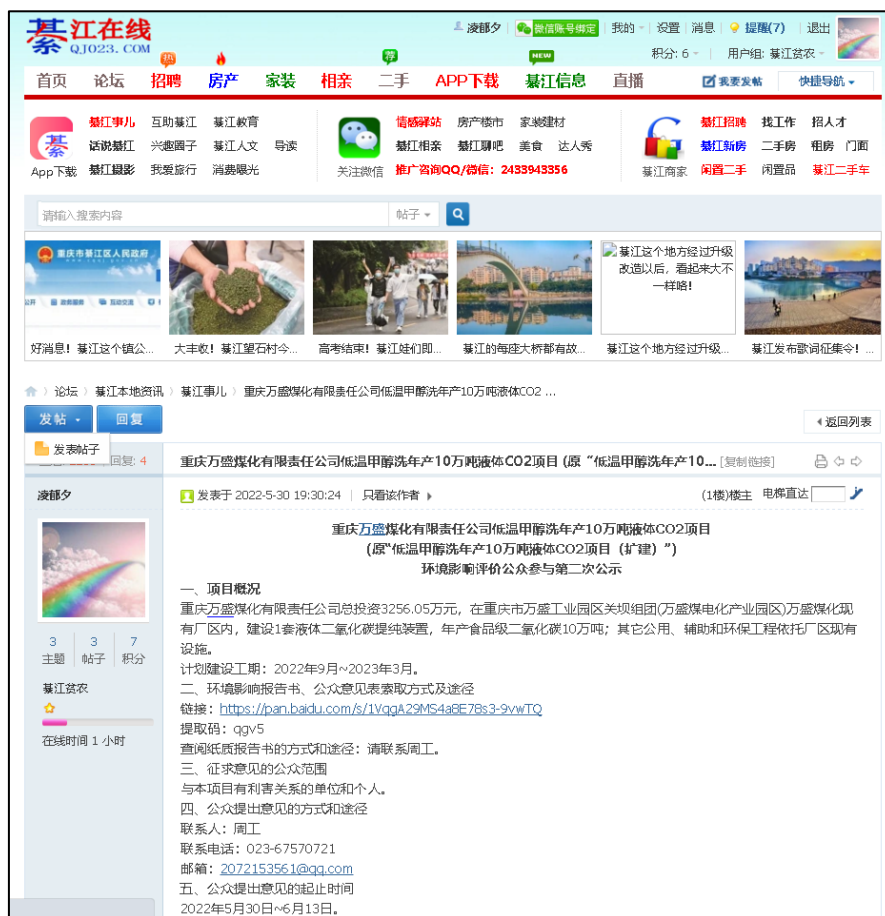 綦江在线
QJ023. COM
凌郁夕 微信账号绑定 我的 设置 消息 提醒(7) 退出
积分: 6 用户组: 綦江贫农
热
荐
NEW
首页 论坛 招聘 房产 家装 相亲 二手 APP下载 綦江信息 直播 我要发帖 快捷导航
綦
App下载
綦江事儿 互助綦江 綦江教育
话说綦江 兴趣圈子 綦江人文 导读
綦江摄影 我爱旅行 消费曝光
关注微信
情感驿站 房产楼市 家装建材
綦江相亲 綦江聊吧 美食 达人秀
推广咨询QQ/微信: 2433943356
綦江商家
綦江招聘 找工作 招人才
綦江新房 二手房 租房 门面
闲置二手 闲置品 綦江二手车
请输入搜索内容 帖子
重庆市綦江区人民政府
政务服务 互动交流
綦江这个地方经过升级
改造以后，看起来大不
一样咯!
好消息! 綦江这个镇公... 大丰收! 綦江望石村今... 高考结束! 綦江娃们即... 綦江的每座大桥都有故... 綦江这个地方经过升级... 綦江发布歌词征集令! ...
论坛 › 綦江本地资讯 › 綦江事儿 › 重庆万盛煤化有限责任公司低温甲醇洗年产10万吨液体CO2 ...
发帖 回复
返回列表
发表帖子
回复: 4
重庆万盛煤化有限责任公司低温甲醇洗年产10万吨液体CO2项目 (原 “低温甲醇洗年产10... [复制链接]
凌郁夕
发表于 2022-5-30 19:30:24 | 只看该作者
(1楼)楼主 电梯直达
重庆万盛煤化有限责任公司低温甲醇洗年产10万吨液体CO2项目
(原“低温甲醇洗年产10万吨液体CO2项目（扩建）”)
环境影响评价公众参与第二次公示
一、项目概况
重庆万盛煤化有限责任公司总投资3256.05万元，在重庆市万盛工业园区关坝组团(万盛煤电化产业园区)万盛煤化现
有厂区内，建设1套液体二氧化碳提纯装置，年产食品级二氧化碳10万吨；其它公用、辅助和环保工程依托厂区现有
设施。
计划建设工期：2022年9月~2023年3月。
二、环境影响报告书、公众意见表索取方式及途径
链接：https://pan.baidu.com/s/1VqgA29MS4a8E78s3-9vwTQ
提取码：qgv5
查阅纸质报告书的方式和途径：请联系周工。
三、征求意见的公众范围
与本项目有利害关系的单位和个人。
四、公众提出意见的方式和途径
联系人：周工
联系电话：023-67570721
邮箱：2072153561@qq.com
五、公众提出意见的起止时间
2022年5月30日~6月13日。
3 3 7
主题 帖子 积分
綦江贫农
在线时间 1 小时